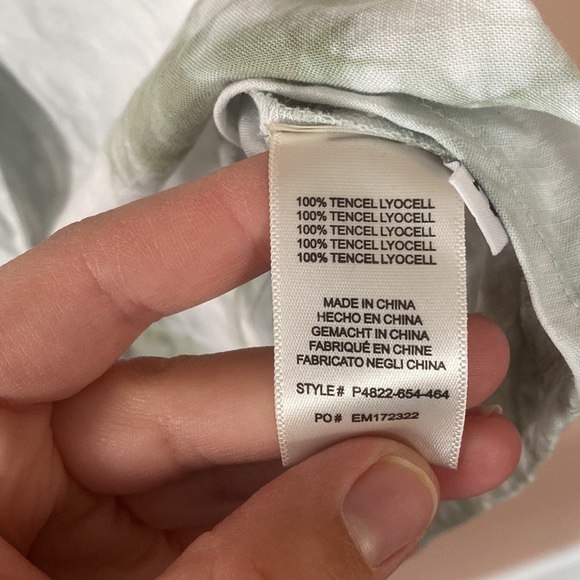 100% TENCEL LYOCELL
100% TENCEL LYOCELL
100% TENCEL LYOCELL
100% TENCEL LYOCELL
100% TENCEL LYOCELL
MADE IN CHINA
HECHO EN CHINA
GEMACHT IN CHINA
FABRIQUÉ EN CHINE
FABRICATO NEGLI CHINA
STYLE# P4822-654-464
PO# EM172322